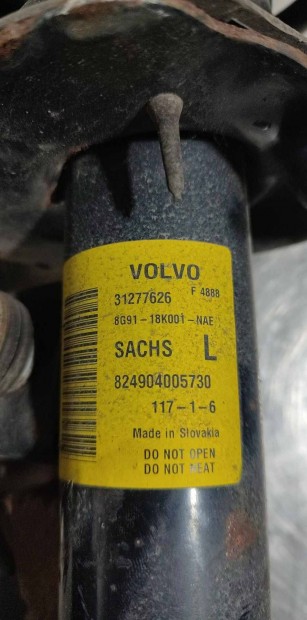 VOLVO
31277626 F 4888
8G91-18K001-NAE
SACHS L
824904005730
117-1-6
Made in Slovakia
DO NOT OPEN
DO NOT HEAT